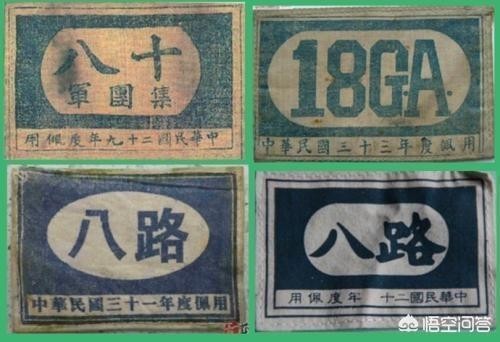 十八
集團軍
中華民國二十九年度佩用
18G.A.
中華民國三十三年度佩用
八路
中華民國三十一年度佩用
八路
中華民國二十 年度佩用
悟空问答